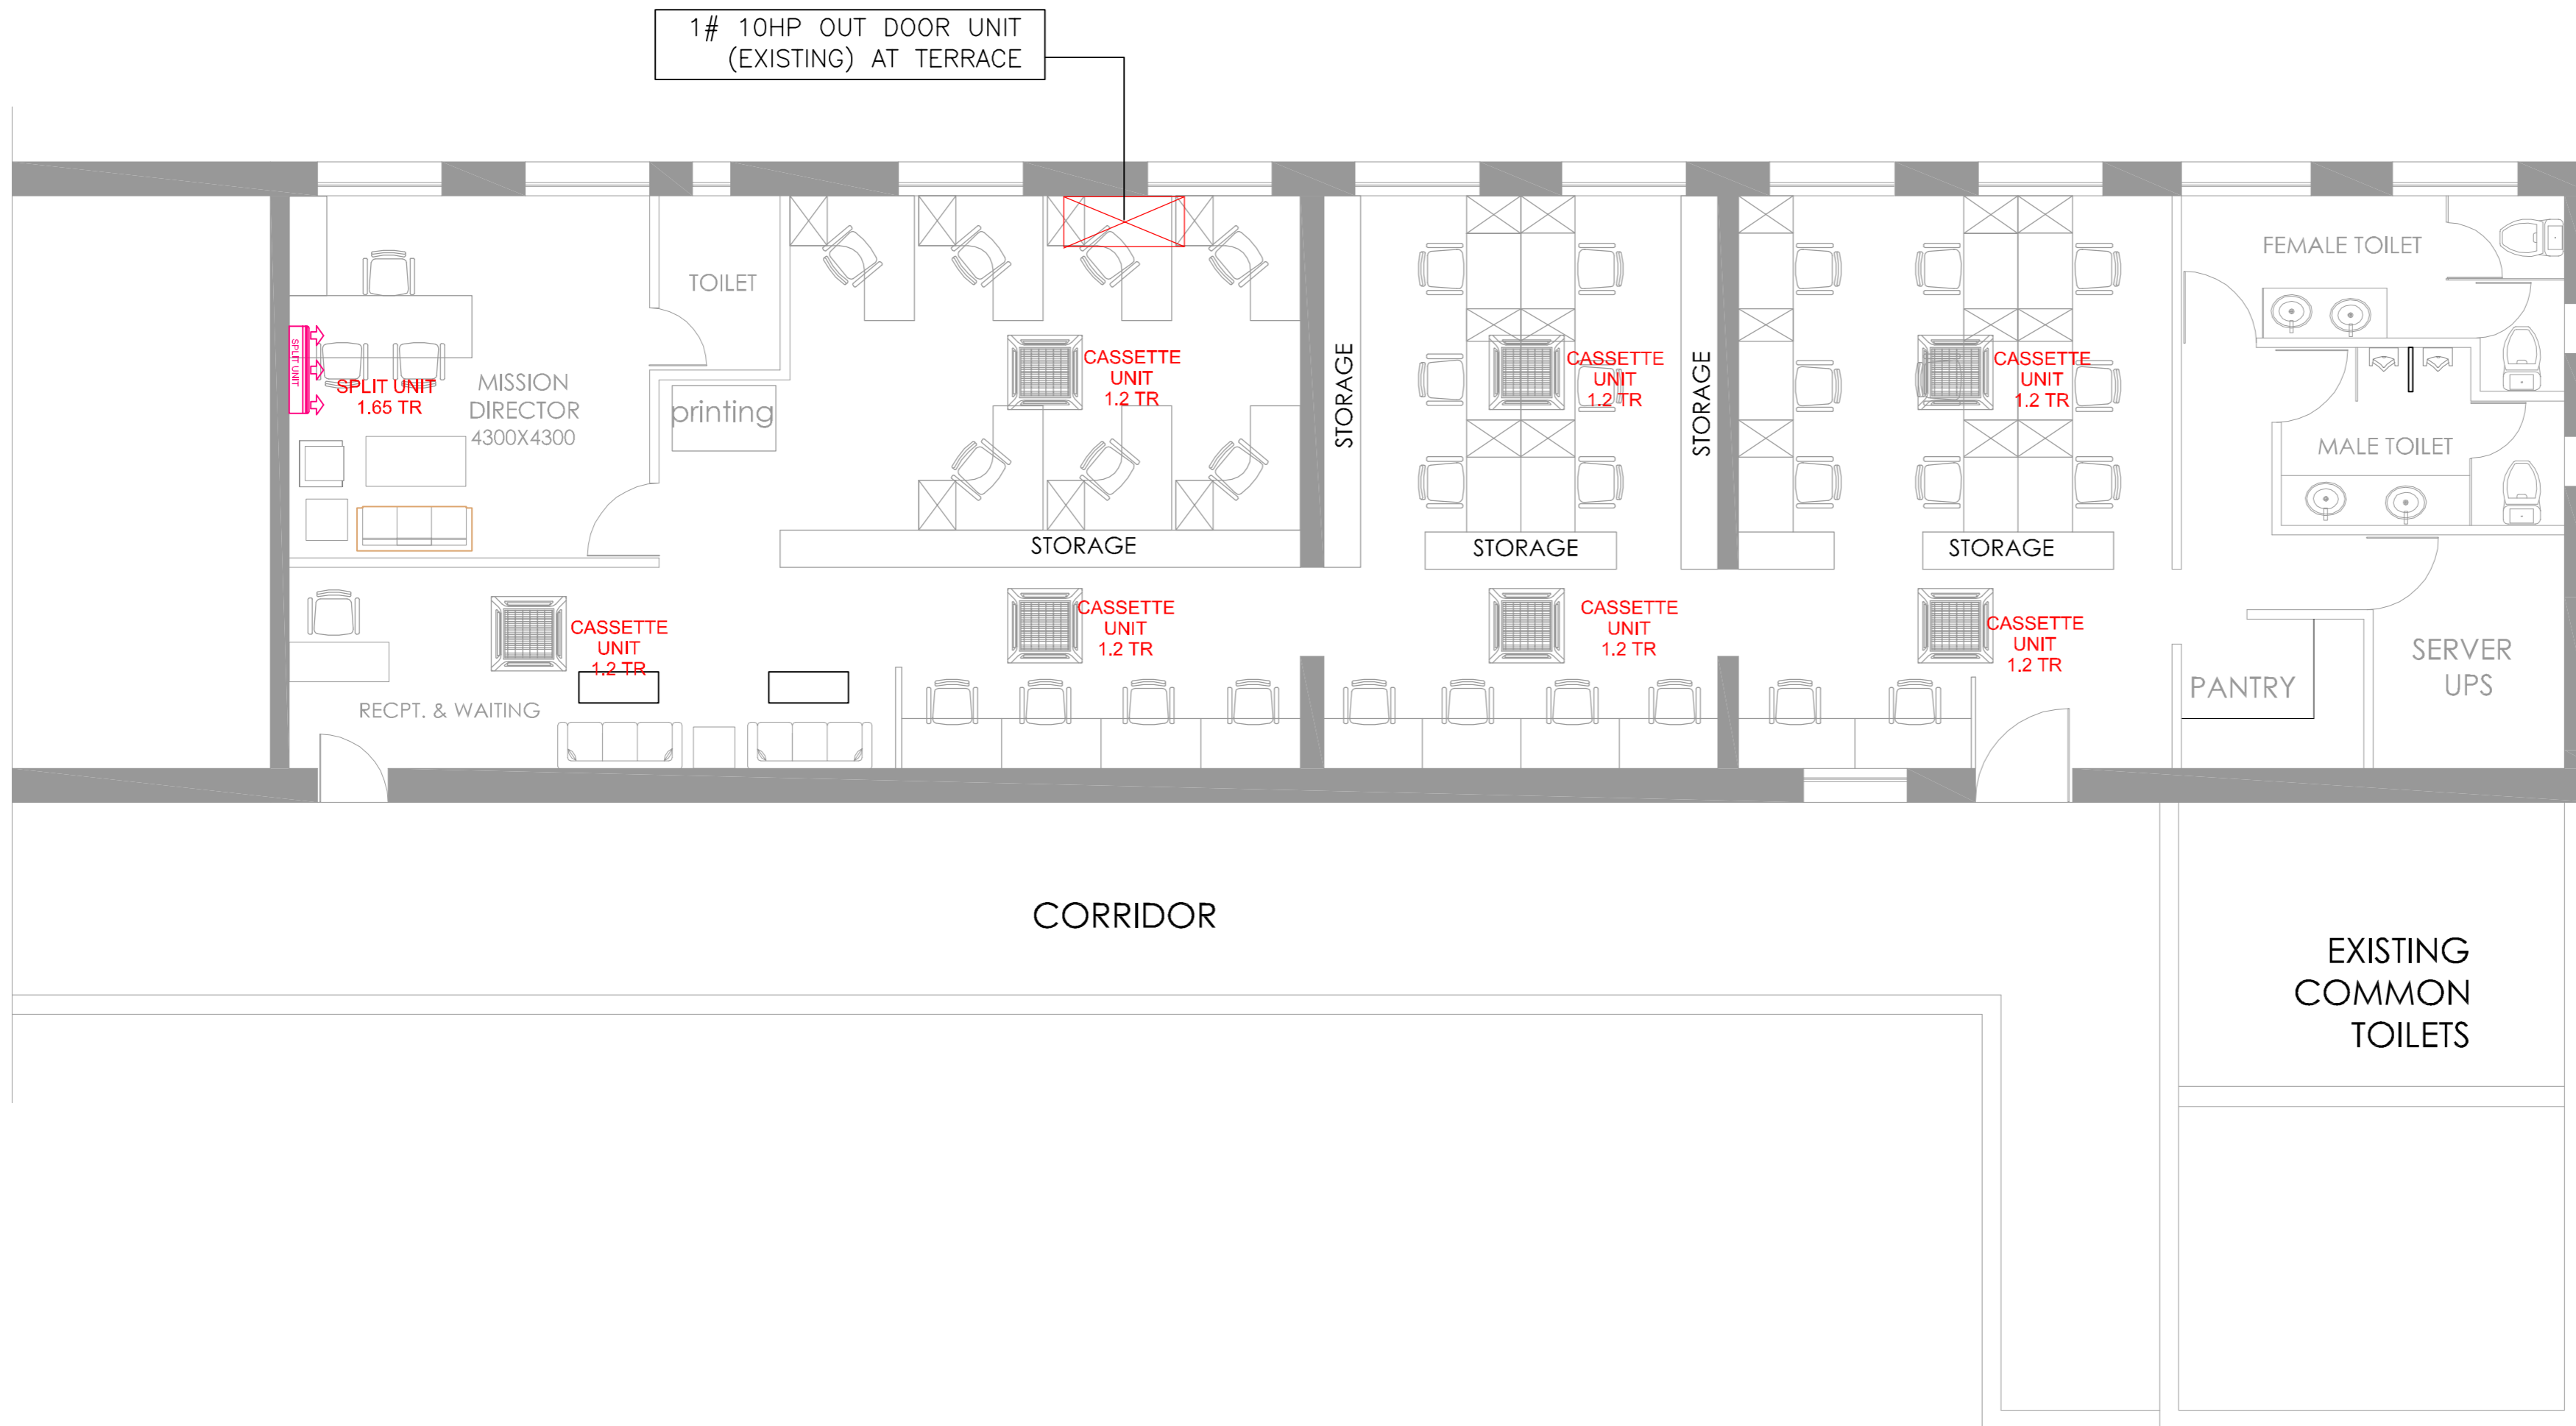 1# 10HP OUT DOOR UNIT
(EXISTING) AT TERRACE
SPLIT UNIT
SPLIT UNIT
1.65 TR
MISSION
DIRECTOR
4300X4300
TOILET
printing
CASSETTE
UNIT
1.2 TR
STORAGE
STORAGE
CASSETTE
UNIT
1.2 TR
STORAGE
STORAGE
CASSETTE
UNIT
1.2 TR
STORAGE
FEMALE TOILET
MALE TOILET
CASSETTE
UNIT
1.2 TR
RECPT. & WAITING
CASSETTE
UNIT
1.2 TR
CASSETTE
UNIT
1.2 TR
CASSETTE
UNIT
1.2 TR
PANTRY
SERVER
UPS
CORRIDOR
EXISTING
COMMON
TOILETS